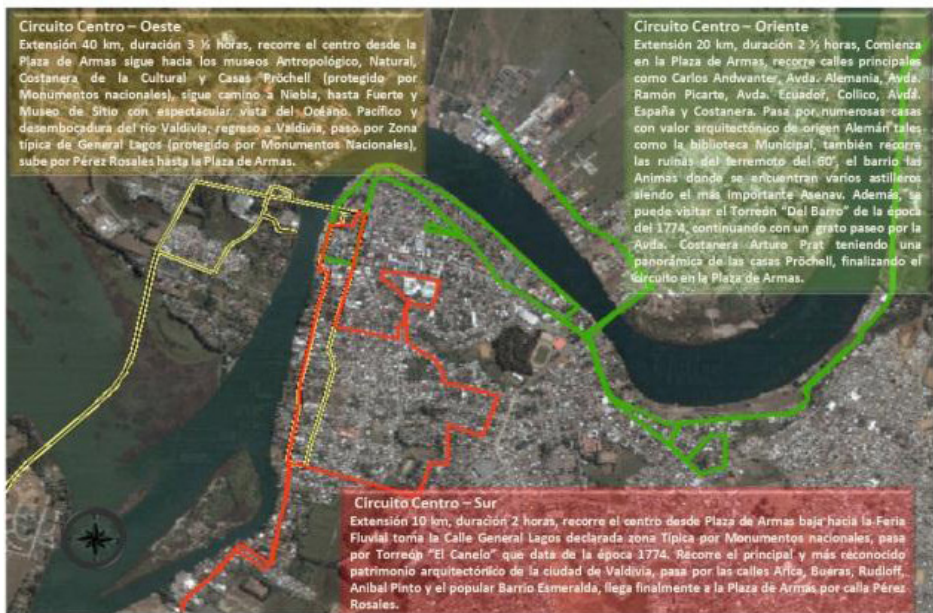 Circuito Centro – Oeste
Extensión 40 km, duración 3 ½ horas, recorre el centro desde la
Plaza de Armas sigue hacia los museos Antropológico, Natural,
Costanera de la Cultural y Casas Pröchell (protegido por
Monumentos nacionales), sigue camino a Niebla, hasta Fuerte y
Museo de Sitio con espectacular vista del Océano Pacífico y
desembocadura del río Valdivia, regreso a Valdivia, paso por Zona
típica de General Lagos (protegido por Monumentos Nacionales),
sube por Pérez Rosales hasta la Plaza de Armas.
Circuito Centro – Oriente
Extensión 20 km, duración 2 ½ horas, Comienza
en la Plaza de Armas, recorre calles principales
como Carlos Andwanter, Avda. Alemania, Avda.
Ramón Picarte, Avda. Ecuador, Collico, Avda.
España y Costanera. Pasa por numerosas casas
con valor arquitectónico de origen Alemán tales
como la biblioteca Municipal, también recorre
las ruinas del terremoto del 60', el barrio las
Animas donde se encuentran varios astilleros
siendo el más importante Asenav. Además, se
puede visitar el Torreón "Del Barro" de la época
del 1774, continuando con un grato paseo por la
Avda. Costanera Arturo Prat teniendo una
panorámica de las casas Pröchell, finalizando el
circuito en la Plaza de Armas.
Circuito Centro – Sur
Extensión 10 km, duración 2 horas, recorre el centro desde Plaza de Armas baja hacia la Feria
Fluvial toma la Calle General Lagos declarada zona Típica por Monumentos nacionales, pasa
por Torreón "El Canelo" que data de la época 1774. Recorre el principal y más reconocido
patrimonio arquitectónico de la ciudad de Valdivia, pasa por las calles Arica, Bueras, Rudloff,
Anibal Pinto y el popular Barrio Esmeralda, llega finalmente a la Plaza de Armas por calla Pérez
Rosales.